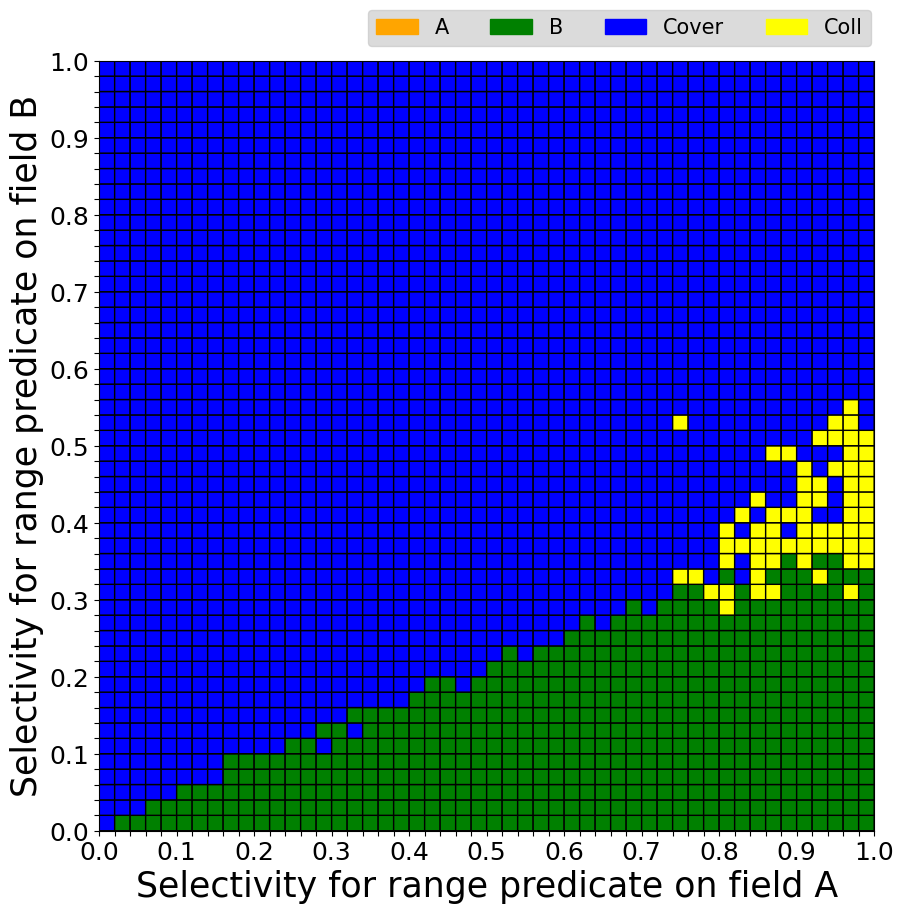 A B Cover Coll
Selectivity for range predicate on field B
1.0
0.9
0.8
0.7
0.6
0.5
0.4
0.3
0.2
0.1
0.0
0.0 0.1 0.2 0.3 0.4 0.5 0.6 0.7 0.8 0.9 1.0
Selectivity for range predicate on field A